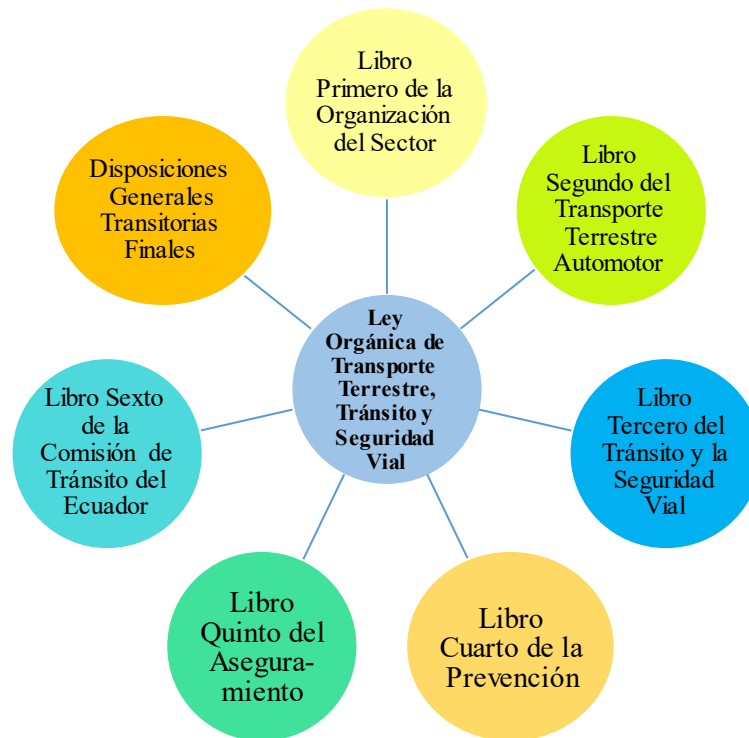 Libro
Primero de la
Organización
del Sector
Libro
Segundo del
Transporte
Terrestre
Automotor
Libro
Tercero del
Tránsito y la
Seguridad
Vial
Libro
Cuarto de la
Prevención
Libro
Quinto del
Asegura-
miento
Libro Sexto
de la
Comisión de
Tránsito del
Ecuador
Disposiciones
Generales
Transitorias
Finales
Ley
Orgánica de
Transporte
Terrestre,
Tránsito y
Seguridad
Vial